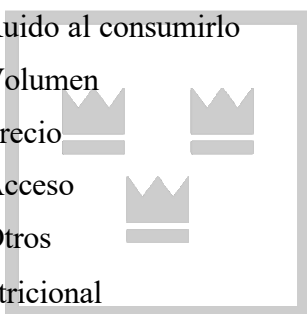 uido al consumirlo
Volumen
recio
Acceso
Otros
tricional